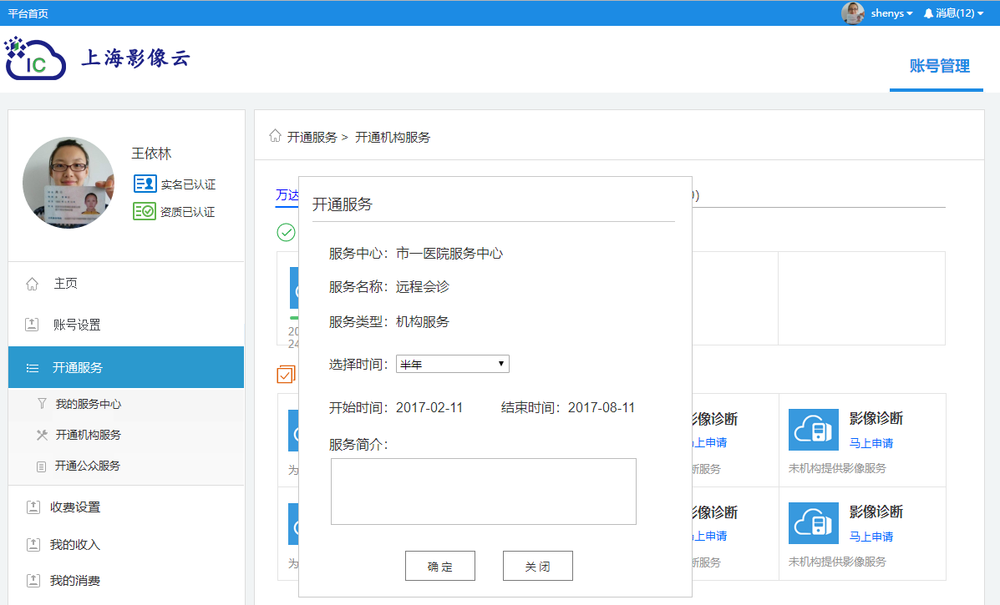 平台首页
shenys
消息(12)
IC
上海影像云
账号管理
王依林
实名已认证
资质已认证
主页
账号设置
开通服务
我的服务中心
开通机构服务
开通公众服务
收费设置
我的收入
我的消费
开通服务 > 开通机构服务
万达
)
20
24
为
为
开通服务
服务中心：市一医院服务中心
服务名称：远程会诊
服务类型：机构服务
选择时间：半年
开始时间：2017-02-11 结束时间：2017-08-11
服务简介：
确 定
关 闭
影像诊断
马上申请
断服务
影像诊断
马上申请
未机构提供影像服务
影像诊断
马上申请
断服务
影像诊断
马上申请
未机构提供影像服务